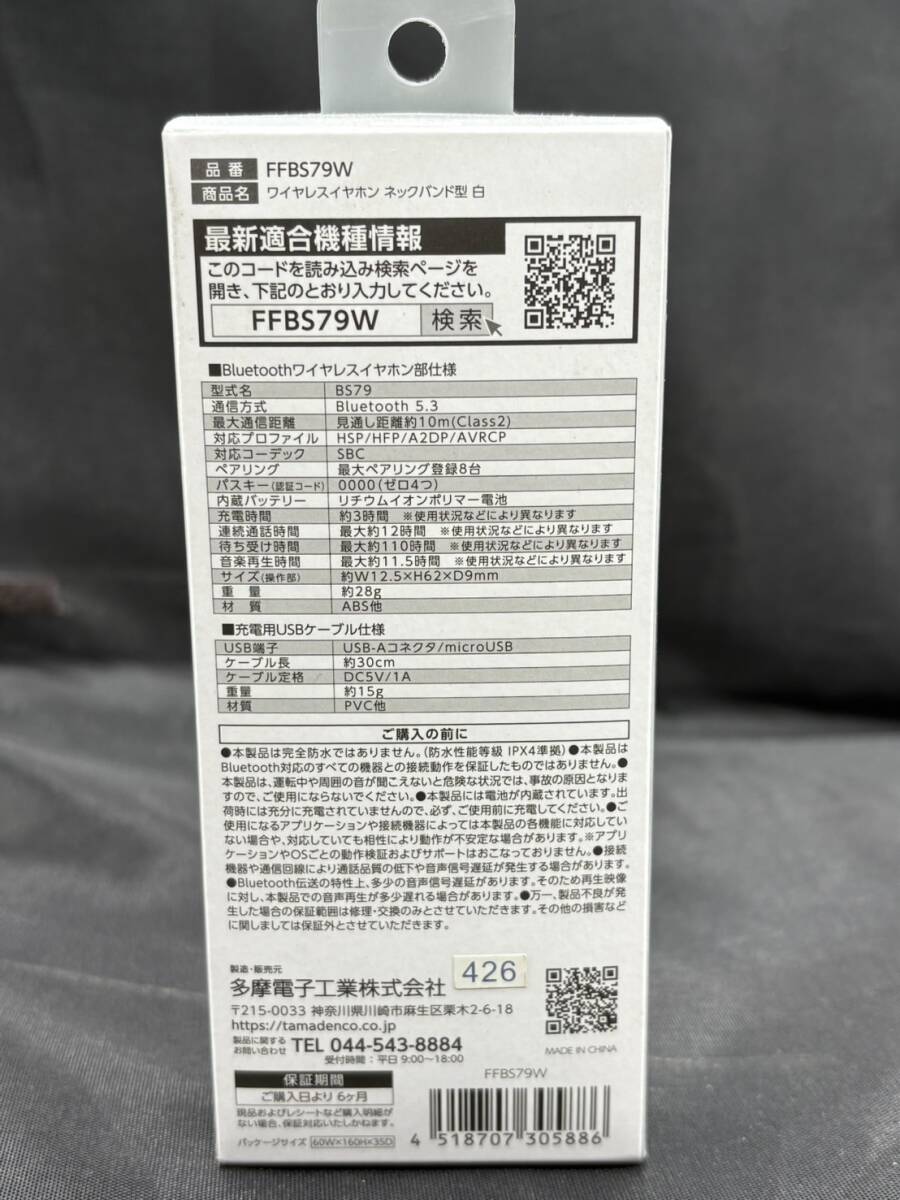 品番 FFBS79W
商品名 ワイヤレスイヤホン ネックバンド型 白
最新適合機種情報
このコードを読み込み検索ページを
開き、下記のとおり入力してください。
FFBS79W 検索
■Bluetoothワイヤレスイヤホン部仕様
型式名 BS79
通信方式 Bluetooth 5.3
最大通信距離 見通し距離約10m(Class2)
対応プロファイル HSP/HFP/A2DP/AVRCP
対応コーデック SBC
ペアリング 最大ペアリング登録8台
パスキー(認証コード) 0000(ゼロ4つ)
内蔵バッテリー リチウムイオンポリマー電池
充電時間 約3時間 ※使用状況などにより異なります
連続通話時間 最大約12時間 ※使用状況などにより異なります
待ち受け時間 最大約110時間 ※使用状況などにより異なります
音楽再生時間 最大約11.5時間 ※使用状況などにより異なります
サイズ(操作部) 約W12.5×H62×D9mm
重量 約28g
材質 ABS他
■充電用USBケーブル仕様
USB端子 USB-Aコネクタ/microUSB
ケーブル長 約30cm
ケーブル定格 DC5V/1A
重量 約15g
材質 PVC他
ご購入の前に
●本製品は完全防水ではありません。(防水性能等級 IPX4準拠)●本製品は
Bluetooth対応のすべての機器との接続動作を保証したものではありません。●
本製品は、運転中や周囲の音が聞こえないと危険な状況では、事故の原因となりま
すので、ご使用にならないでください。●本製品には電池が内蔵されています。出
荷時には充分に充電されていませんので、必ず、ご使用前に充電してください。●ご
使用になるアプリケーションや接続機器によっては本製品の各機能に対応してい
ない場合や、対応していても相性により動作が不安定な場合があります。※アプリ
ケーションやOSごとの動作検証およびサポートはおこなっておりません。●接続
機器や通信回線により通話品質の低下や音声信号遅延が発生する場合があります。
●Bluetooth伝送の特性上、多少の音声信号遅延があります。そのため再生映像
に対し、本製品での音声再生が多少遅れる場合があります。●万一、製品不良が発
生した場合の保証範囲は修理・交換のみとさせていただきます。その他の損害など
に関しましては保証外とさせていただきます。
製造・販売元
多摩電子工業株式会社 426
〒215-0033 神奈川県川崎市麻生区栗木2-6-18
https://tamadenco.co.jp
製品に関する
お問い合わせ TEL 044-543-8884
受付時間：平日 9:00〜18:00
MADE IN CHINA
保証期間
ご購入日より 6ヶ月
現品およびレシートなど購入明細が
ない場合、保証対応いたしかねます。
パッケージサイズ 60W×160H×35D
FFBS79W
4 518707 305886